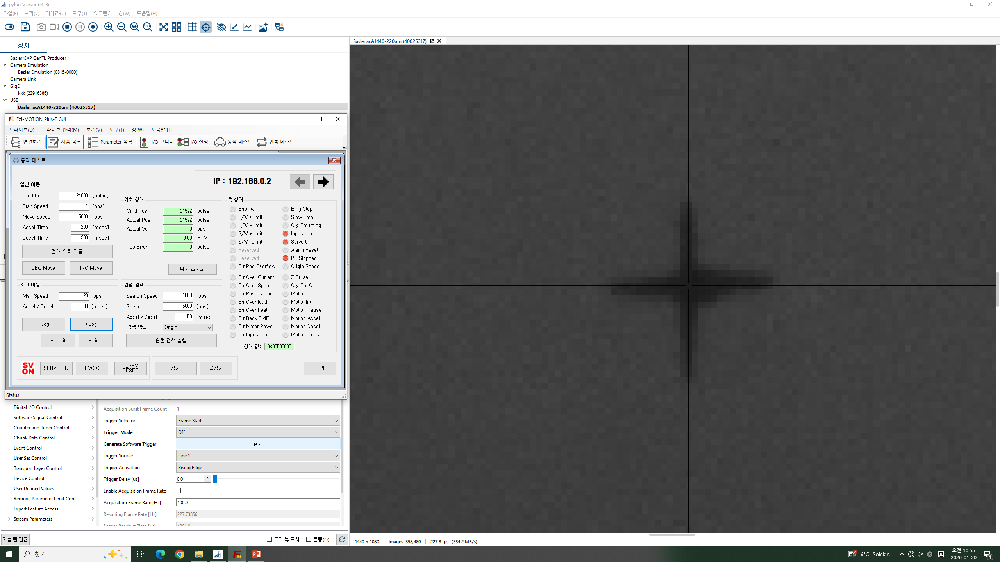 pylon Viewer 64-Bit
파일(F) 보기(V) 카메라(C) 도구(T) 워크벤치 창(W) 도움말(H)
장치
Basler CXP GenTL Producer
Camera Emulation
Basler Emulation (0815-0000)
Camera Link
GigE
kkk (23916386)
USB
Basler acA1440-220um (40025317)
Ezi-MOTION Plus-E GUI
드라이브(D) 드라이브 관리(M) 보기(V) 도구(T) 창(W) 도움말(H)
연결하기 제품 목록 Parameter 목록 I/O 모니터 I/O 설정 동작 테스트 반복 테스트
동작 테스트
IP : 192.168.0.2
일반 이동
Cmd Pos 24000 [pulse]
Start Speed 1 [pps]
Move Speed 5000 [pps]
Accel Time 200 [msec]
Decel Time 200 [msec]
절대 위치 이동
DEC Move INC Move
위치 상태
Cmd Pos 21572 [pulse]
Actual Pos 21572 [pulse]
Actual Vel 0 [pps]
0,00 [RPM]
Pos Error 0 [pulse]
위치 초기화
조그 이동
Max Speed 20 [pps]
Accel / Decel 100 [msec]
- Jog + Jog
- Limit + Limit
원점 검색
Search Speed 1000 [pps]
Speed 5000 [pps]
Accel / Decel 50 [msec]
검색 방법 Origin
원점 검색 실행
축 상태
Error All Emg Stop
H/W +Limit Slow Stop
H/W -Limit Org Returning
S/W +Limit Inposition
S/W -Limit Servo On
Reserved Alarm Reset
Reserved PT Stopped
Err Pos Overflow Origin Sensor
Err Over Current Z Pulse
Err Over Speed Org Ret OK
Err Pos Tracking Motion DIR
Err Over load Motioning
Err Over heat Motion Pause
Err Back EMF Motion Accel
Err Motor Power Motion Decel
Err Inposition Motion Const
상태 값: 0x00580000
SV ON SERVO ON SERVO OFF ALARM RESET 정지 급정지 닫기
Status
Digital I/O Control
Software Signal Control
Counter and Timer Control
Chunk Data Control
Event Control
User Set Control
Transport Layer Control
Device Control
User Defined Values
Remove Parameter Limit Cont...
Expert Feature Access
Stream Parameters
Acquisition Burst Frame Count 1
Trigger Selector Frame Start
Trigger Mode Off
Generate Software Trigger 실행
Trigger Source Line 1
Trigger Activation Rising Edge
Trigger Delay [us] 0.0
Enable Acquisition Frame Rate
Acquisition Frame Rate [Hz] 100.0
Resulting Frame Rate [Hz] 227.73856
Sensor Readout Time [us] 4391.0
기능 탭 편집 트리 뷰 표시 폴링(O)
Basler acA1440-220um (40025317)
1440 × 1080 Images: 358,480 227.8 fps (354.2 MB/s)
찾기
2
6°C Solskin
한
오전 10:55
2026-01-20
1